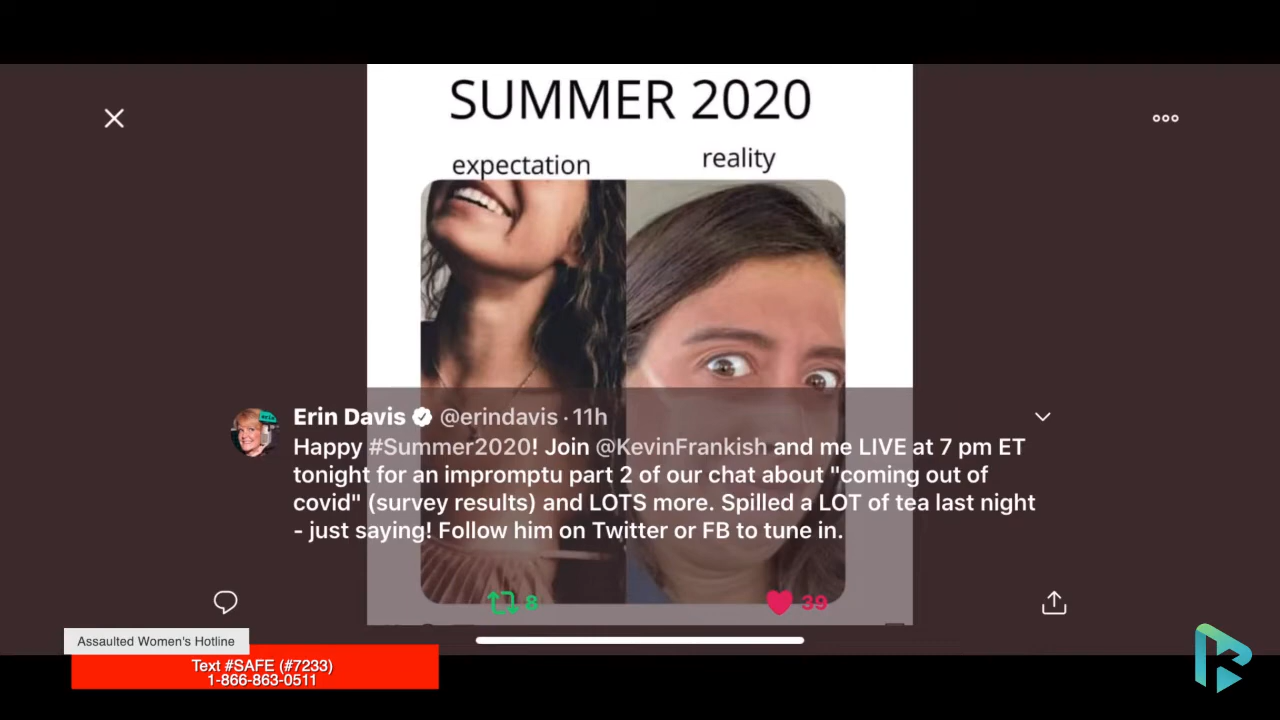 SUMMER 2020
expectation
reality
Erin Davis @erindavis · 11h
Happy #Summer2020! Join @KevinFrankish and me LIVE at 7 pm ET
tonight for an impromptu part 2 of our chat about "coming out of
covid" (survey results) and LOTS more. Spilled a LOT of tea last night
- just saying! Follow him on Twitter or FB to tune in.
8
39
Assaulted Women's Hotline
Text #SAFE (#7233)
1-866-863-0511